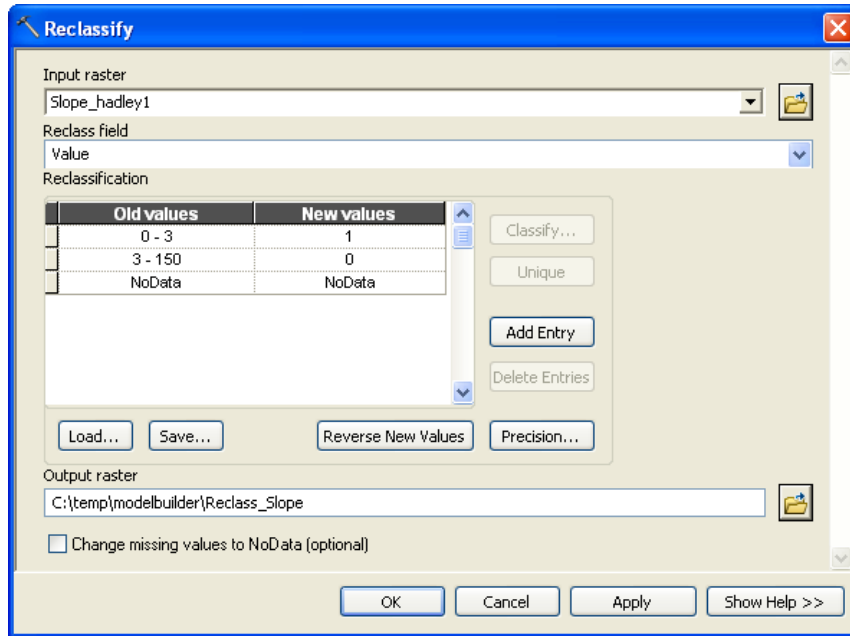 Reclassify
Input raster
Slope_hadley1
Reclass field
Value
Reclassification
Old values New values
0 - 3 1
3 - 150 0
NoData NoData
Classify...
Unique
Add Entry
Delete Entries
Load... Save... Reverse New Values Precision...
Output raster
C:\temp\modelbuilder\Reclass_Slope
Change missing values to NoData (optional)
OK Cancel Apply Show Help >>